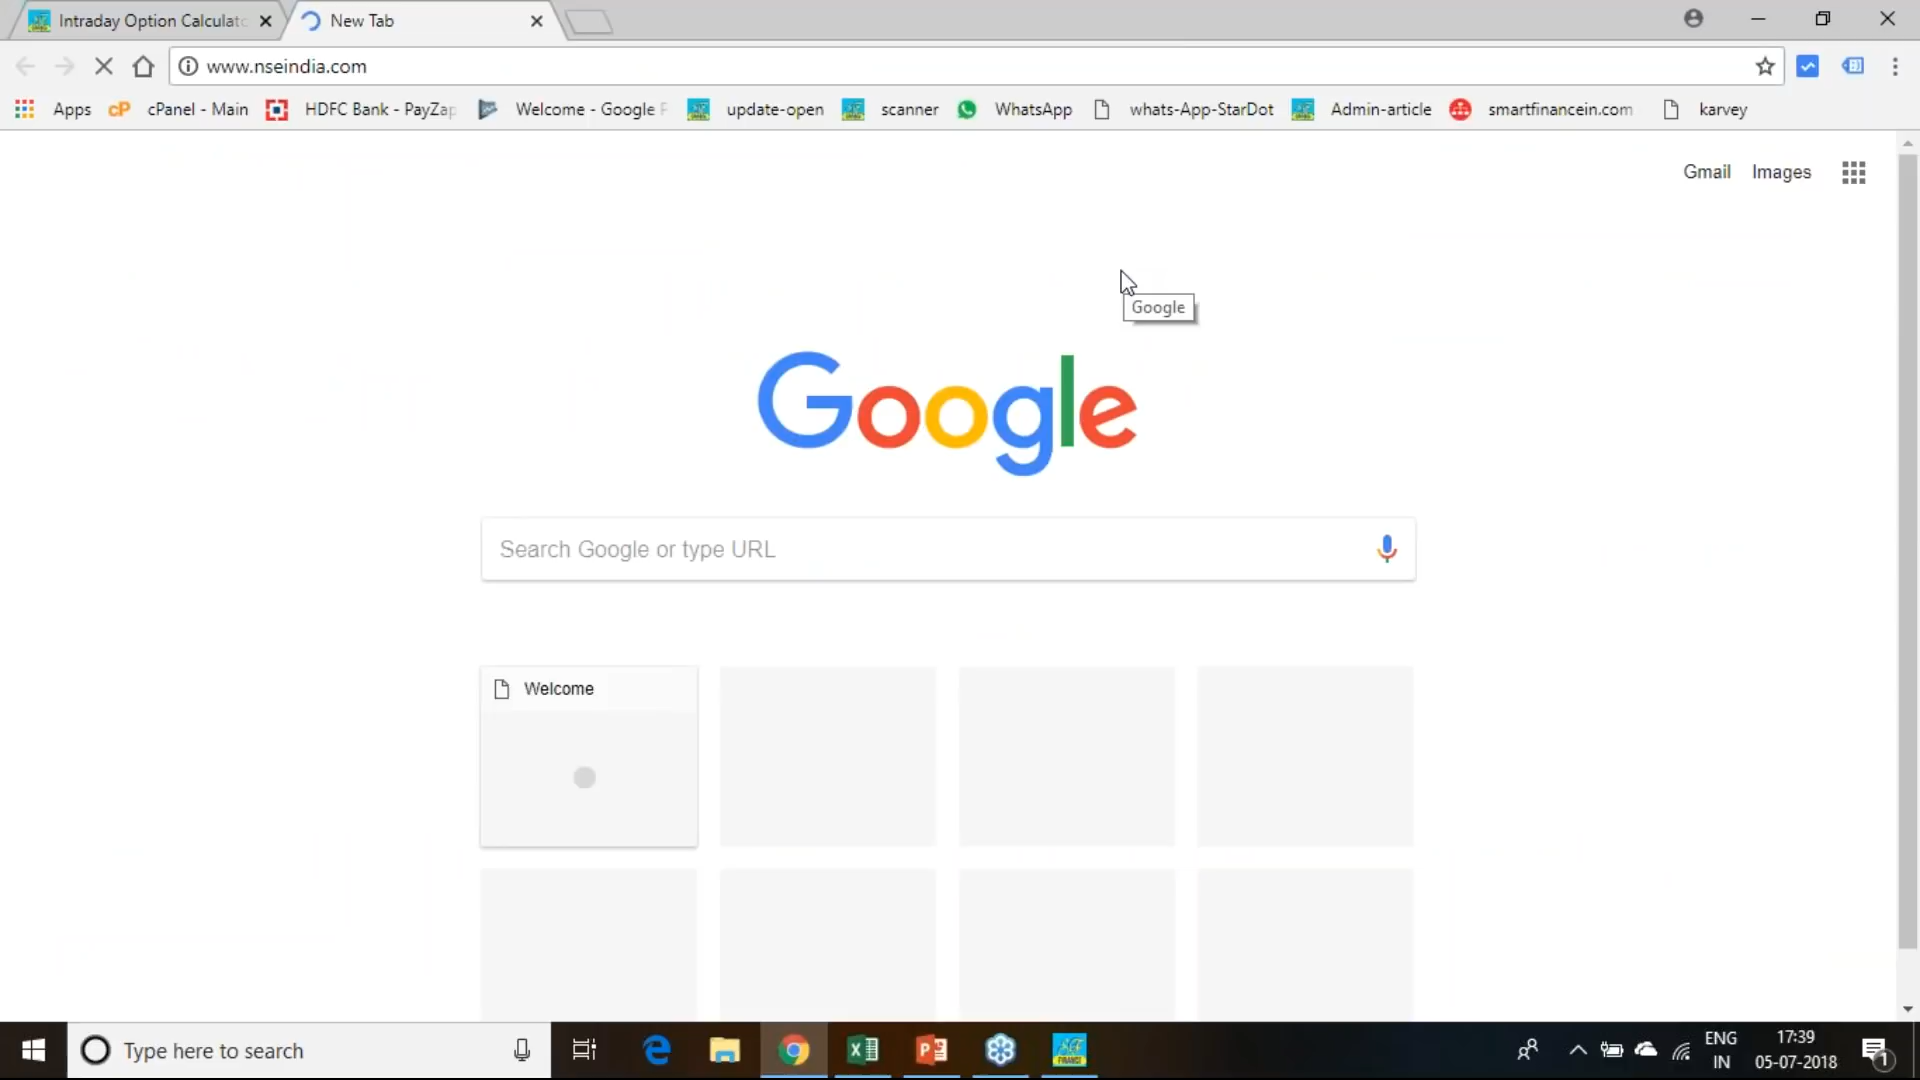 Intraday Option Calculato
New Tab
www.nseindia.com
Apps
cPanel - Main
HDFC Bank - PayZap
Welcome - Google P
update-open
scanner
WhatsApp
whats-App-StarDot
Admin-article
smartfinancein.com
karvey
Gmail
Images
Google
Google
Search Google or type URL
Welcome
Type here to search
ENG
IN
17:39
05-07-2018
1